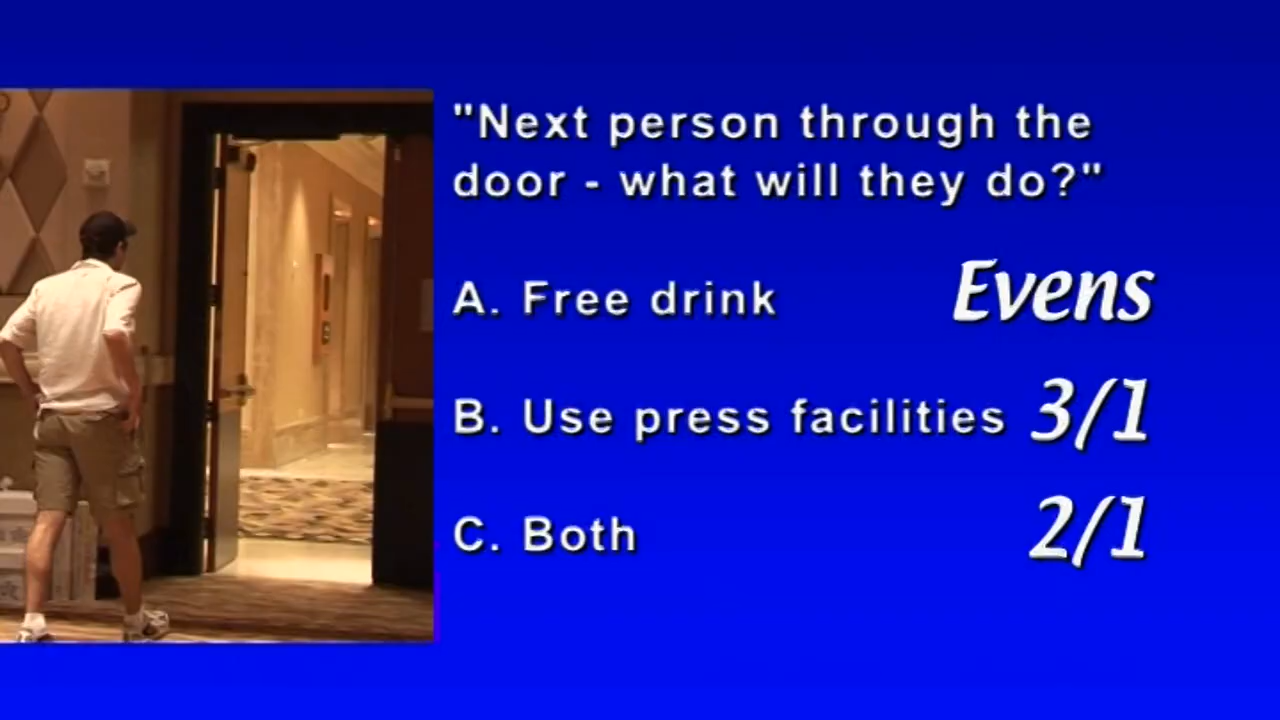 "Next person through the
door - what will they do?"
A. Free drink Evens
B. Use press facilities 3/1
C. Both 2/1